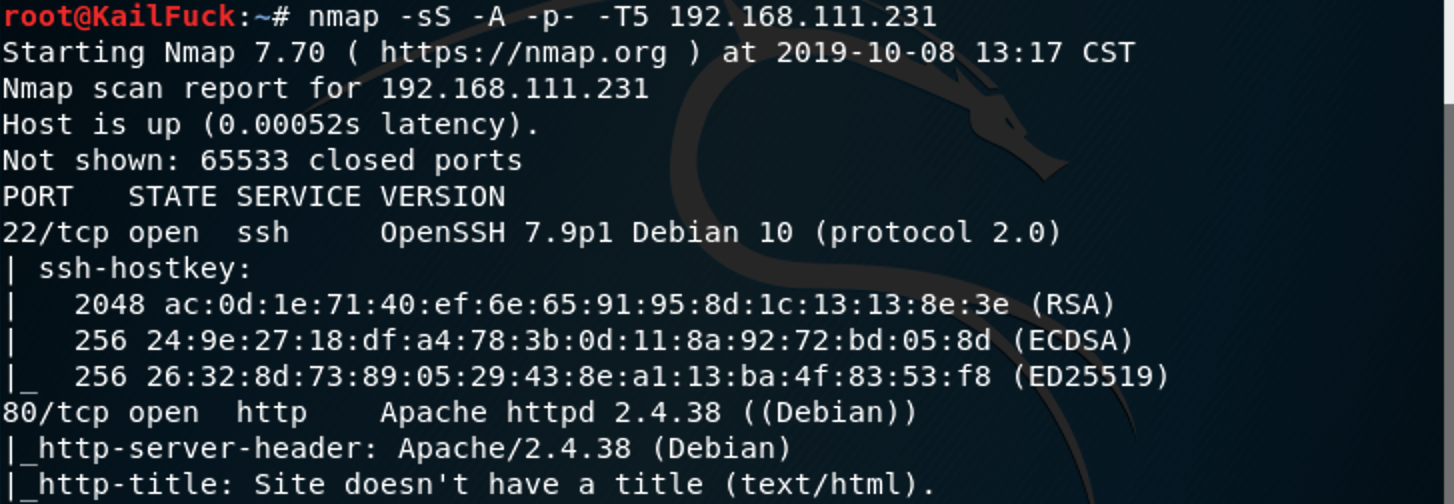 root@KailFuck:~# nmap -sS -A -p- -T5 192.168.111.231
Starting Nmap 7.70 ( https://nmap.org ) at 2019-10-08 13:17 CST
Nmap scan report for 192.168.111.231
Host is up (0.00052s latency).
Not shown: 65533 closed ports
PORT   STATE SERVICE VERSION
22/tcp open  ssh     OpenSSH 7.9p1 Debian 10 (protocol 2.0)
| ssh-hostkey:
|   2048 ac:0d:1e:71:40:ef:6e:65:91:95:8d:1c:13:13:8e:3e (RSA)
|   256 24:9e:27:18:df:a4:78:3b:0d:11:8a:92:72:bd:05:8d (ECDSA)
|_  256 26:32:8d:73:89:05:29:43:8e:a1:13:ba:4f:83:53:f8 (ED25519)
80/tcp open  http    Apache httpd 2.4.38 ((Debian))
|_http-server-header: Apache/2.4.38 (Debian)
|_http-title: Site doesn't have a title (text/html).